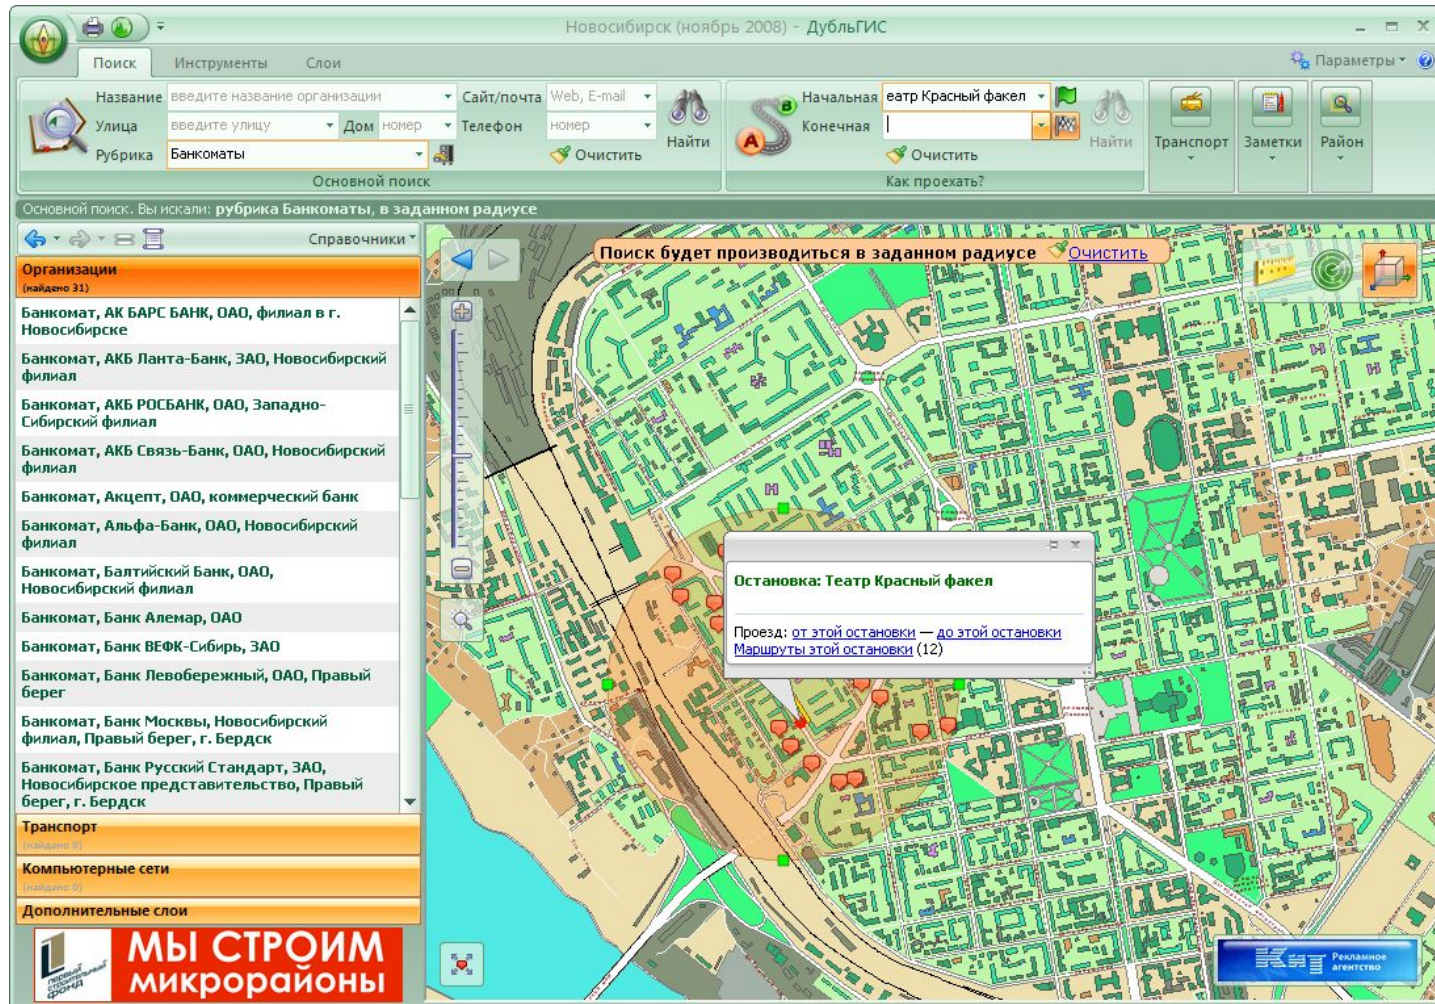 Новосибирск (ноябрь 2008) - ДубльГИС
Поиск
Инструменты
Слои
Параметры
Название
введите название организации
Сайт/почта
Web, E-mail
Улица
введите улицу
Дом
номер
Телефон
номер
Рубрика
Банкоматы
Очистить
Найти
Основной поиск
A
B
Начальная
еатр Красный факел
Конечная
Очистить
Найти
Как проехать?
Транспорт
Заметки
Район
Основной поиск. Вы искали: рубрика Банкоматы, в заданном радиусе
Справочники
Организации
(найдено 31)
Банкомат, АК БАРС БАНК, ОАО, филиал в г.
Новосибирске
Банкомат, АКБ Ланта-Банк, ЗАО, Новосибирский
филиал
Банкомат, АКБ РОСБАНК, ОАО, Западно-
Сибирский филиал
Банкомат, АКБ Связь-Банк, ОАО, Новосибирский
филиал
Банкомат, Акцепт, ОАО, коммерческий банк
Банкомат, Альфа-Банк, ОАО, Новосибирский
филиал
Банкомат, Балтийский Банк, ОАО,
Новосибирский филиал
Банкомат, Банк Алемар, ОАО
Банкомат, Банк ВЕФК-Сибирь, ЗАО
Банкомат, Банк Левобережный, ОАО, Правый
берег
Банкомат, Банк Москвы, Новосибирский
филиал, Правый берег, г. Бердск
Банкомат, Банк Русский Стандарт, ЗАО,
Новосибирское представительство, Правый
берег, г. Бердск
Транспорт
(найдено 0)
Компьютерные сети
(найдено 0)
Дополнительные слои
первый
строительный
фонд
МЫ СТРОИМ
микрорайоны
Поиск будет производиться в заданном радиусе Очистить
Остановка: Театр Красный факел
Проезд: от этой остановки — до этой остановки
Маршруты этой остановки (12)
Кит
Рекламное
агентство